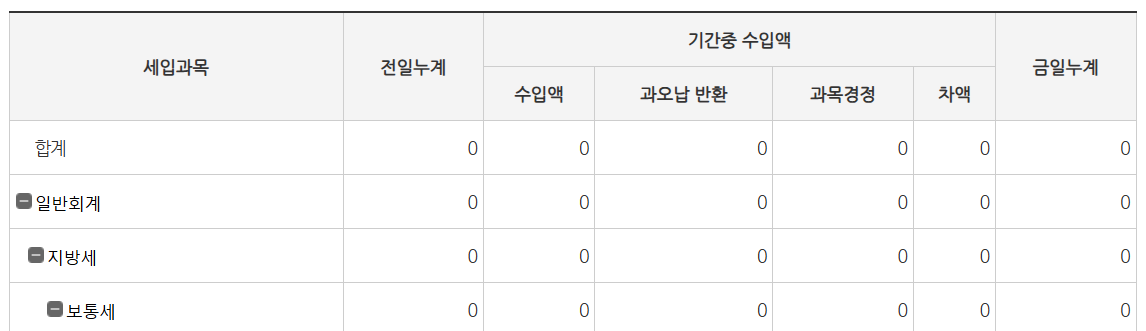 세입과목 전일누계 기간중 수입액 금일누계
수입액 과오납 반환 과목경정 차액
합계 0 0 0 0 0 0
일반회계 0 0 0 0 0 0
지방세 0 0 0 0 0 0
보통세 0 0 0 0 0 0